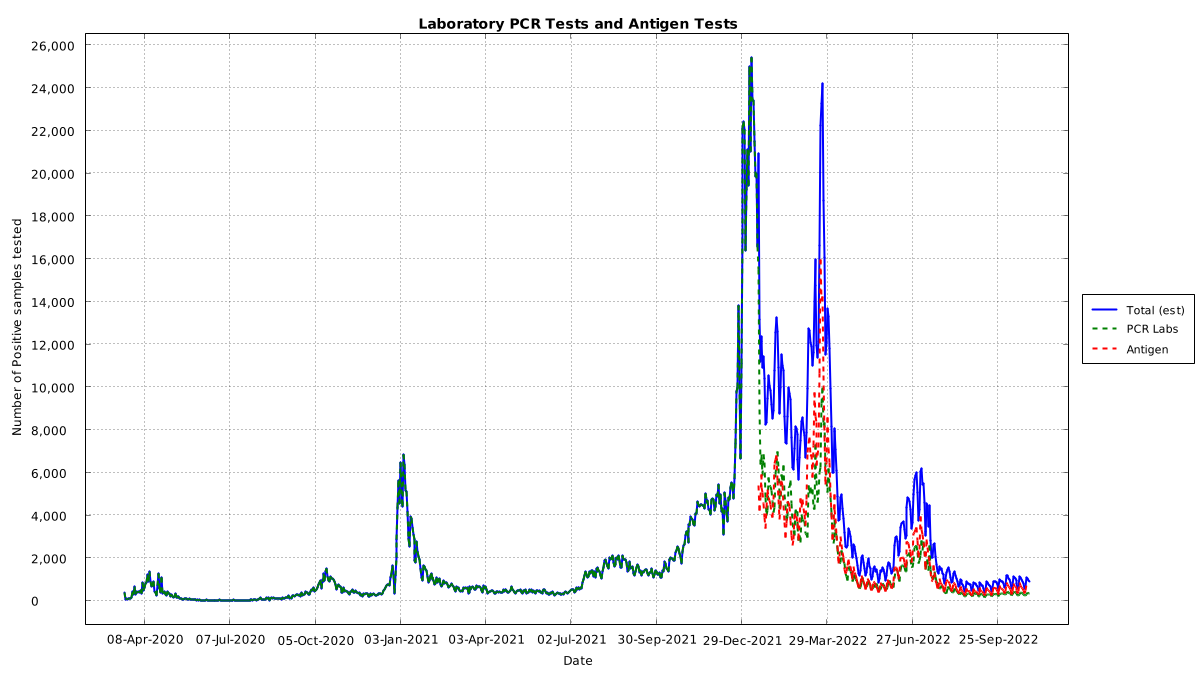 Laboratory PCR Tests and Antigen Tests
26,000
24,000
22,000
20,000
18,000
16,000
14,000
12,000
10,000
8,000
6,000
4,000
2,000
0
Number of Positive samples tested
08-Apr-2020 07-Jul-2020 05-Oct-2020 03-Jan-2021 03-Apr-2021 02-Jul-2021 30-Sep-2021 29-Dec-2021 29-Mar-2022 27-Jun-2022 25-Sep-2022
Date
Total (est)
PCR Labs
Antigen